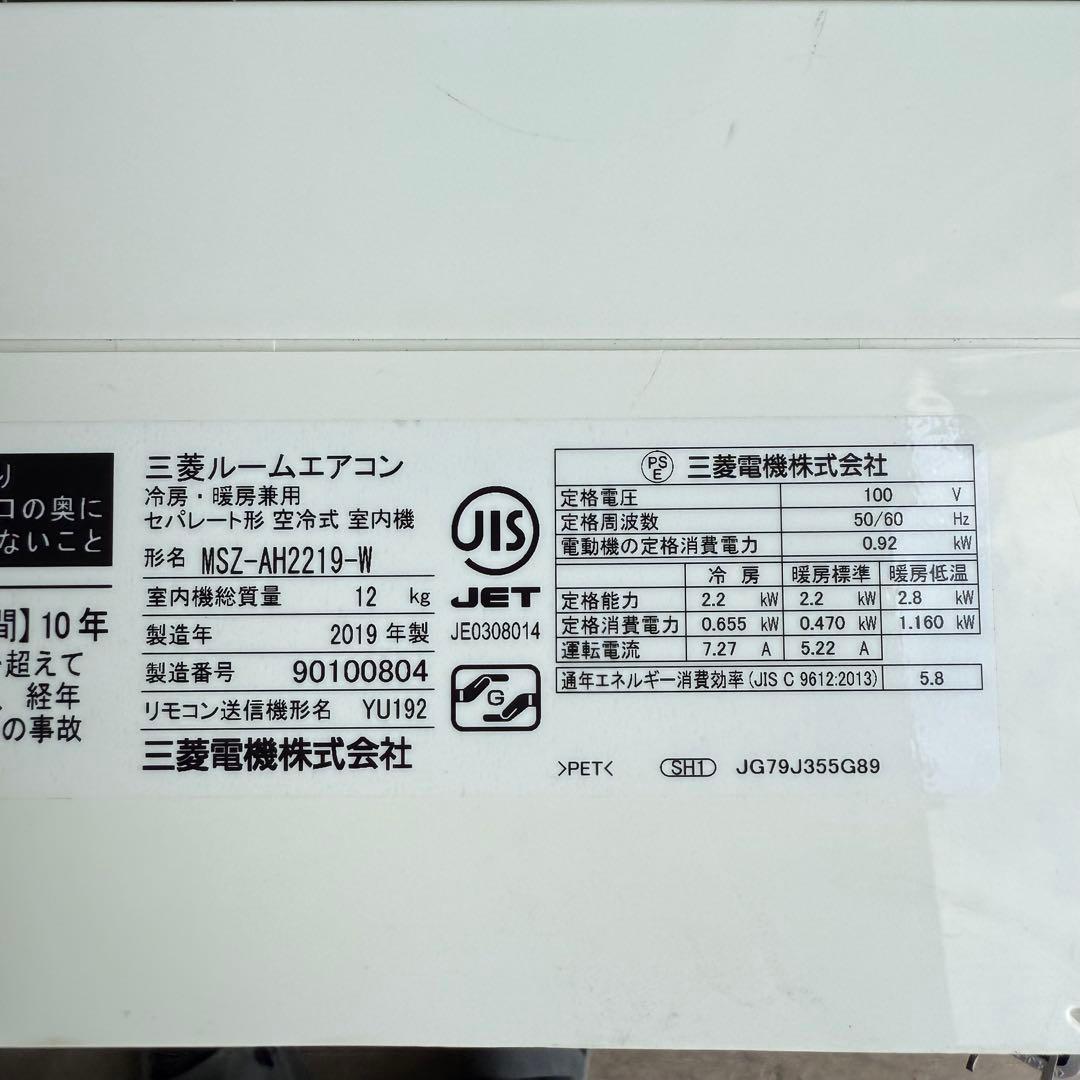 り
口の奥に
ないこと
間】10年
を超えて
、経年
の事故
三菱ルームエアコン
冷房・暖房兼用
セパレート形 空冷式 室内機
形名 MSZ-AH2219-W
室内機総質量 12 kg
製造年 2019 年製
製造番号 90100804
リモコン送信機形名 YU192
三菱電機株式会社
JIS
JET
JE0308014
G
PSE 三菱電機株式会社
定格電圧 100 V
定格周波数 50/60 Hz
電動機の定格消費電力 0.92 kW
冷房 暖房標準 暖房低温
定格能力 2.2 kW 2.2 kW 2.8 kW
定格消費電力 0.655 kW 0.470 kW 1.160 kW
運転電流 7.27 A 5.22 A
通年エネルギー消費効率(JIS C 9612:2013) 5.8
>PET< SH1 JG79J355G89